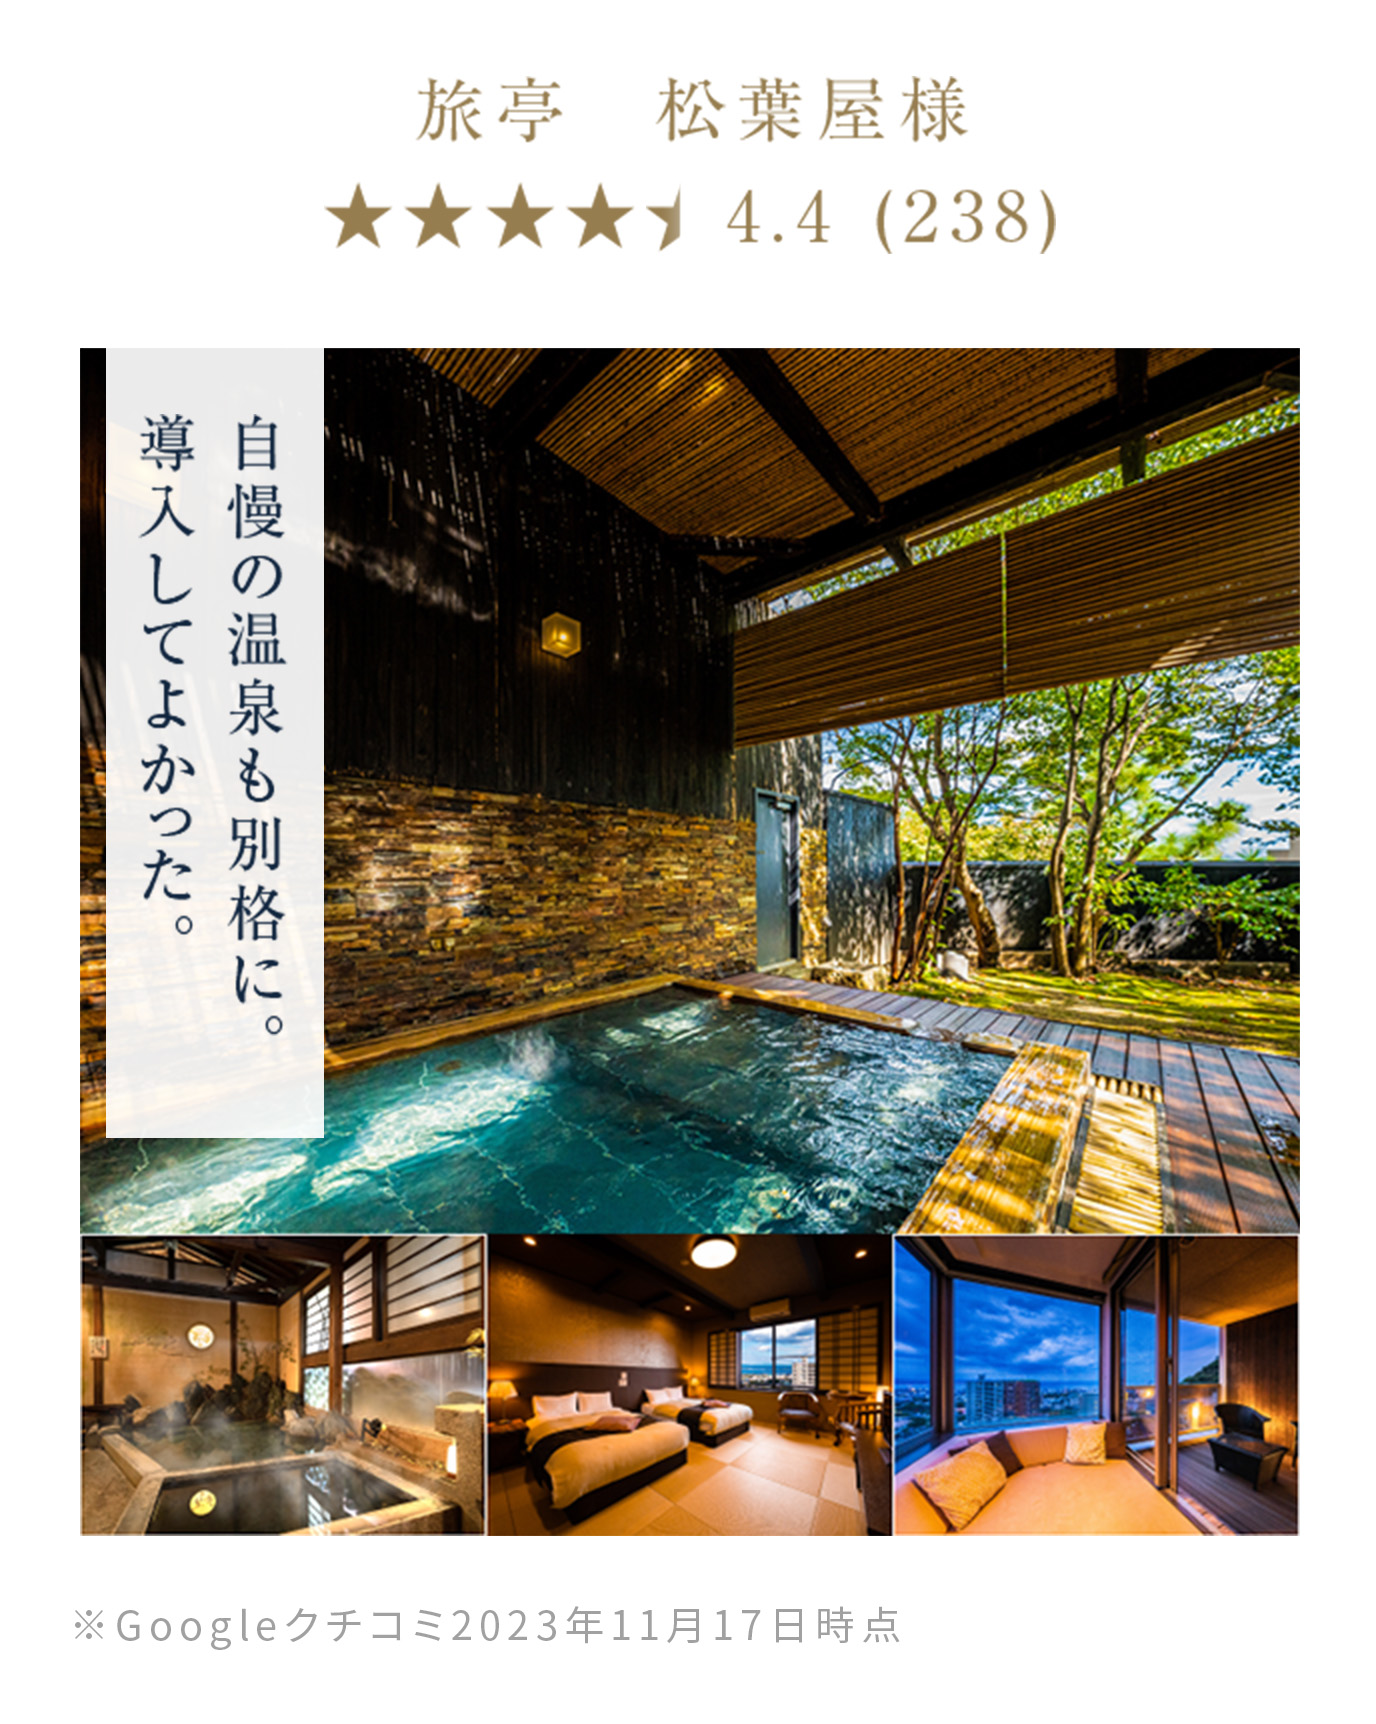 旅亭　松葉屋様
★★★★⯨ 4.4 (238)
自慢の温泉も別格に。
導入してよかった。
※Googleクチコミ2023年11月17日時点